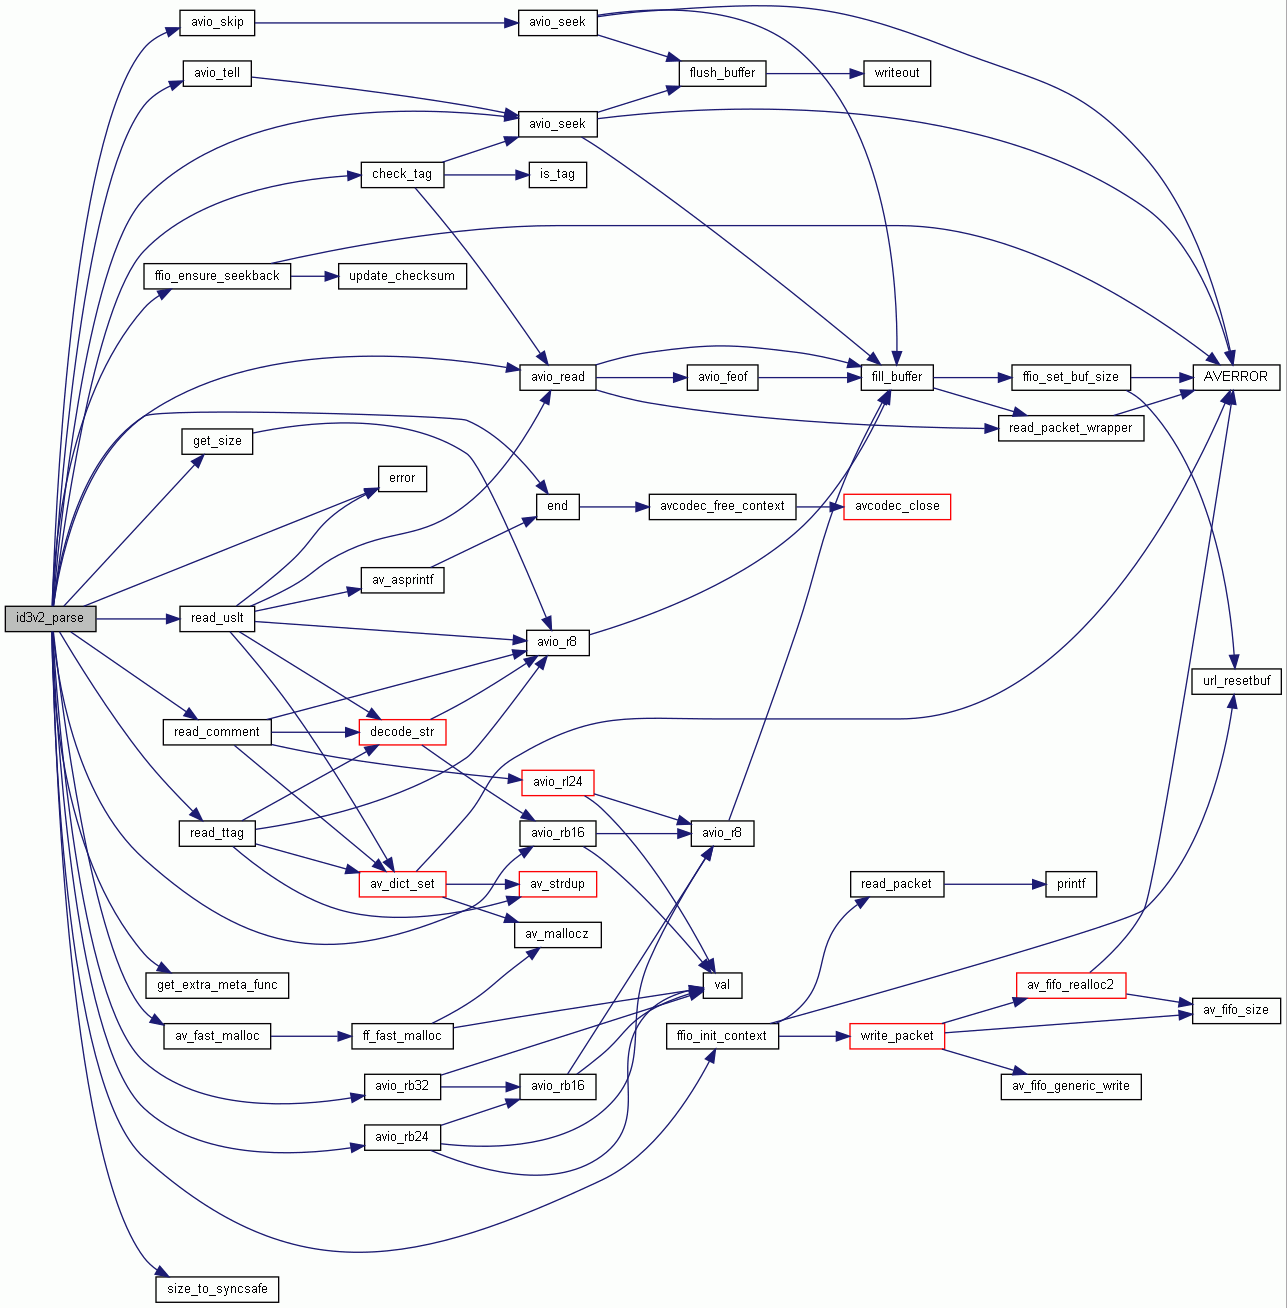 avio_skip
avio_seek
avio_tell
flush_buffer
writeout
avio_seek
check_tag
is_tag
ffio_ensure_seekback
update_checksum
avio_read
avio_feof
fill_buffer
ffio_set_buf_size
AVERROR
read_packet_wrapper
get_size
error
end
avcodec_free_context
avcodec_close
av_asprintf
id3v2_parse
read_uslt
avio_r8
url_resetbuf
read_comment
decode_str
avio_rl24
read_ttag
avio_rb16
avio_r8
av_dict_set
av_strdup
read_packet
printf
av_mallocz
get_extra_meta_func
val
av_fifo_realloc2
av_fifo_size
av_fast_malloc
ff_fast_malloc
ffio_init_context
write_packet
avio_rb32
avio_rb16
av_fifo_generic_write
avio_rb24
size_to_syncsafe